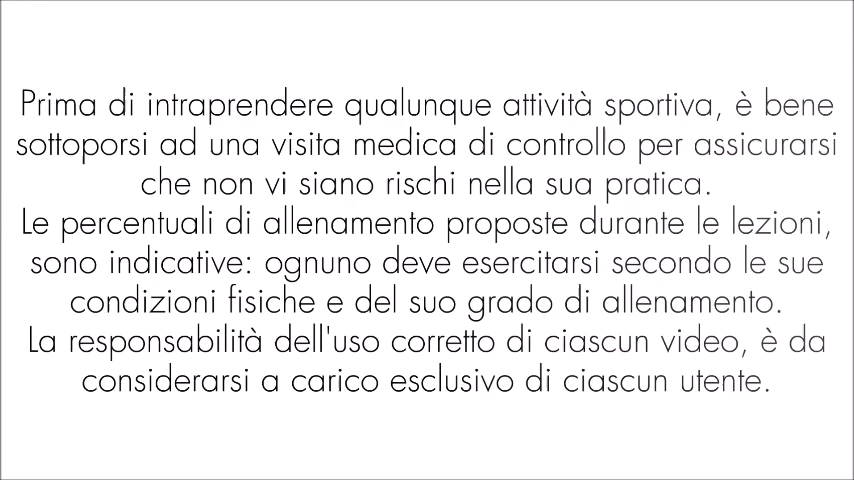 Prima di intraprendere qualunque attività sportiva, è bene
sottoporsi ad una visita medica di controllo per assicurarsi
che non vi siano rischi nella sua pratica.
Le percentuali di allenamento proposte durante le lezioni,
sono indicative: ognuno deve esercitarsi secondo le sue
condizioni fisiche e del suo grado di allenamento.
La responsabilità dell'uso corretto di ciascun video, è da
considerarsi a carico esclusivo di ciascun utente.